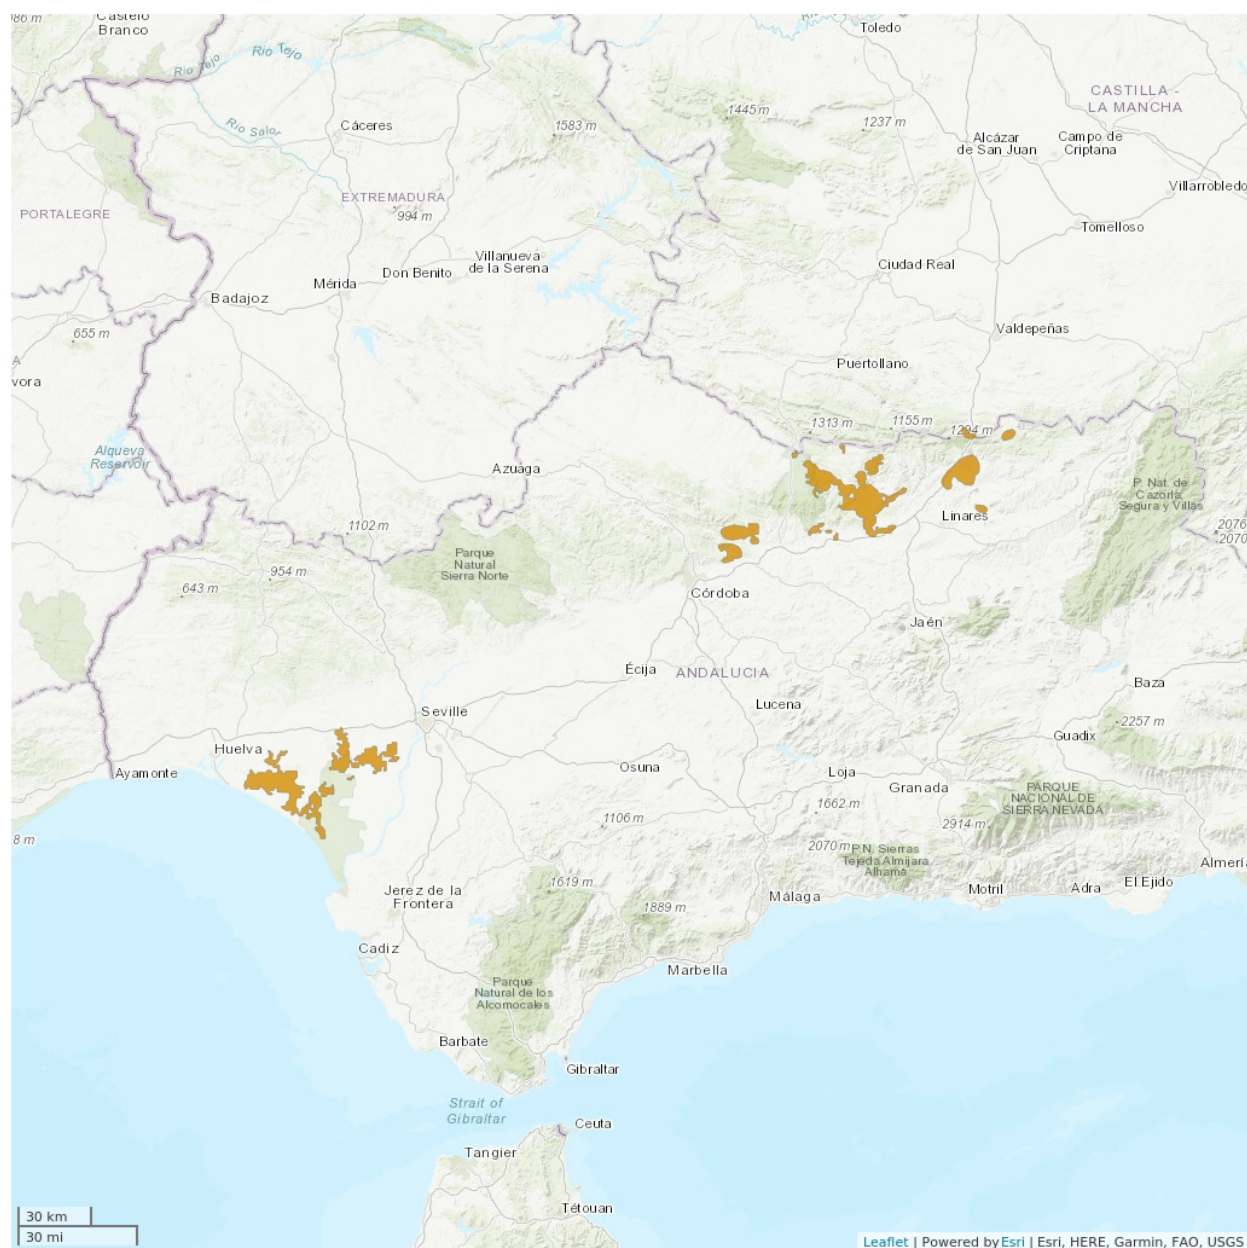 86 m
Castelo
Branco
Rio Tejo
Rio Tejo
Toledo
CASTILLA -
LA MANCHA
1445 m
1237 m
Rio Salor
Cáceres
1583 m
Alcázar
de San Juan
Campo de
Criptana
Villarrobledo
EXTREMADURA
994 m
PORTALEGRE
Tomelloso
Villanueva
de la Serena
Don Benito
Mérida
Ciudad Real
Badajoz
655 m
Valdepeñas
Puertollano
vora
1313 m
1155 m
1294 m
Alqueva
Reservoir
Azuaga
P. Nat. de
Cazorla,
Segura y Villas
Linares
1102 m
2076
2070
Parque
Natural
Sierra Norte
954 m
643 m
Córdoba
Jaén
Écija
ANDALUCIA
Baza
Lucena
Seville
2257 m
Huelva
Guadix
Ayamonte
Osuna
Loja
Granada
PARQUE
NACIONAL DE
SIERRA NEVADA
1662 m
1106 m
2914 m
8 m
2070 m
P.N. Sierras
Tejeda Almijara
Alhama
Almería
1619 m
Jerez de la
Frontera
Málaga
Motril
Adra
El Ejido
1889 m
Cadiz
Marbella
Parque
Natural de los
Alcornocales
Barbate
Gibraltar
Strait of
Gibraltar
Ceuta
Tangier
Tétouan
30 km
30 mi
Leaflet | Powered by Esri | Esri, HERE, Garmin, FAO, USGS